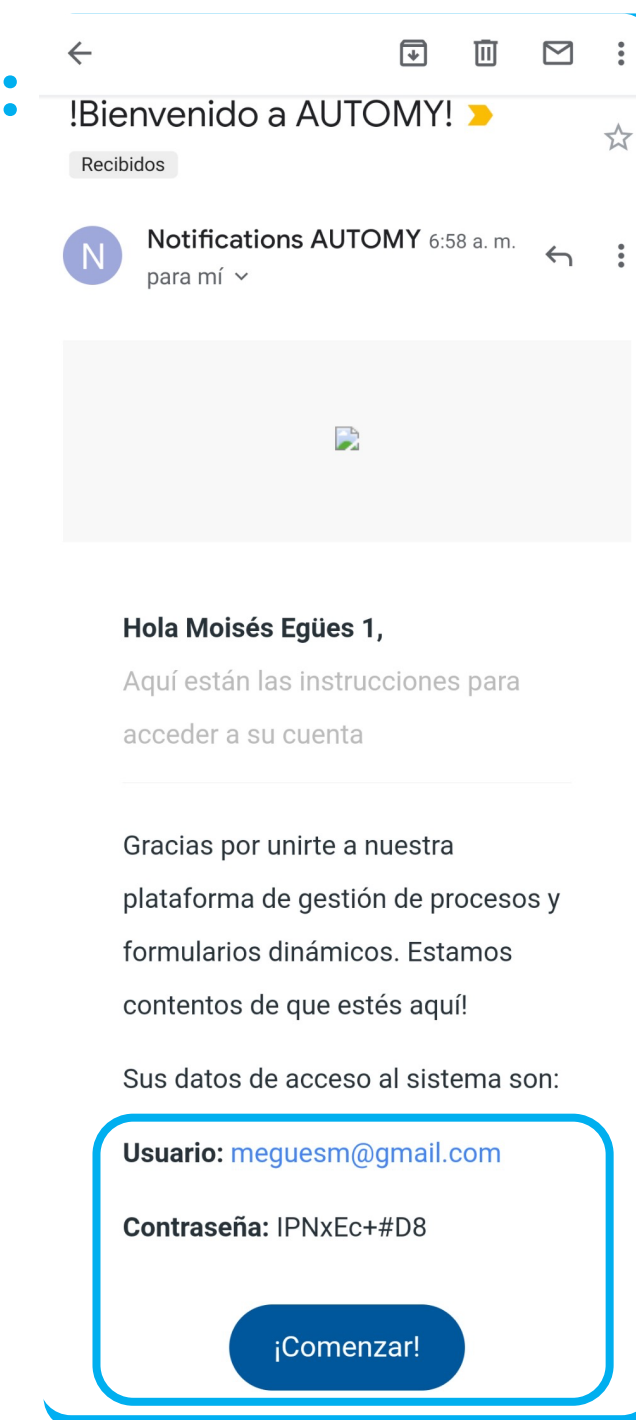 !Bienvenido a AUTOMY!
Recibidos
N
Notifications AUTOMY 6:58 a. m.
para mí
Hola Moisés Egües 1,
Aquí están las instrucciones para
acceder a su cuenta
Gracias por unirte a nuestra
plataforma de gestión de procesos y
formularios dinámicos. Estamos
contentos de que estés aquí!
Sus datos de acceso al sistema son:
Usuario: meguesm@gmail.com
Contraseña: lPNxEc+#D8
¡Comenzar!